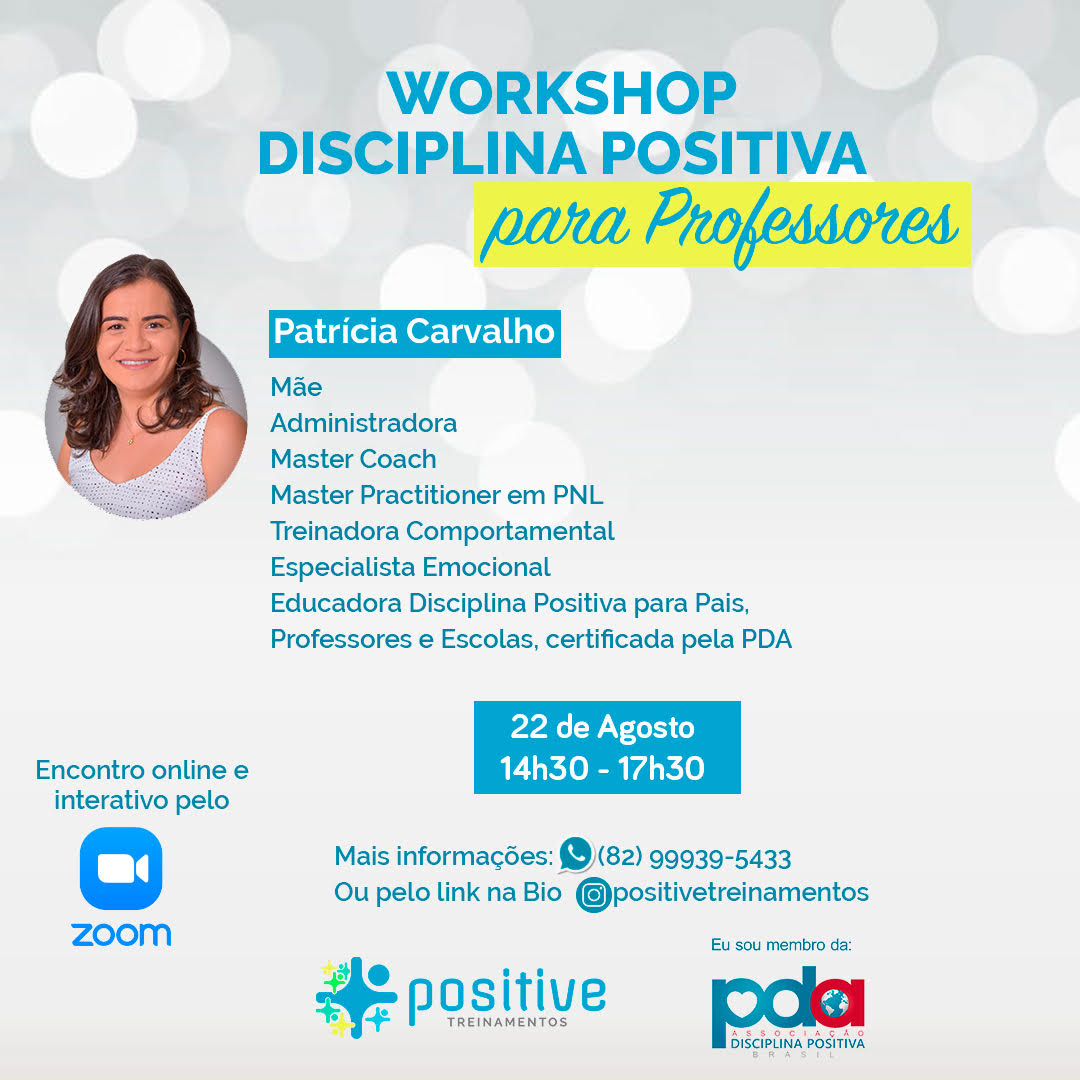 WORKSHOP
DISCIPLINA POSITIVA
para Professores
Patrícia Carvalho
Mãe
Administradora
Master Coach
Master Practitioner em PNL
Treinadora Comportamental
Especialista Emocional
Educadora Disciplina Positiva para Pais,
Professores e Escolas, certificada pela PDA
22 de Agosto
14h30 - 17h30
Encontro online e
interativo pelo
zoom
Mais informações: (82) 99939-5433
Ou pelo link na Bio positivetreinamentos
positive
TREINAMENTOS
Eu sou membro da:
pda
ASSOCIAÇÃO
DISCIPLINA POSITIVA
BRASIL